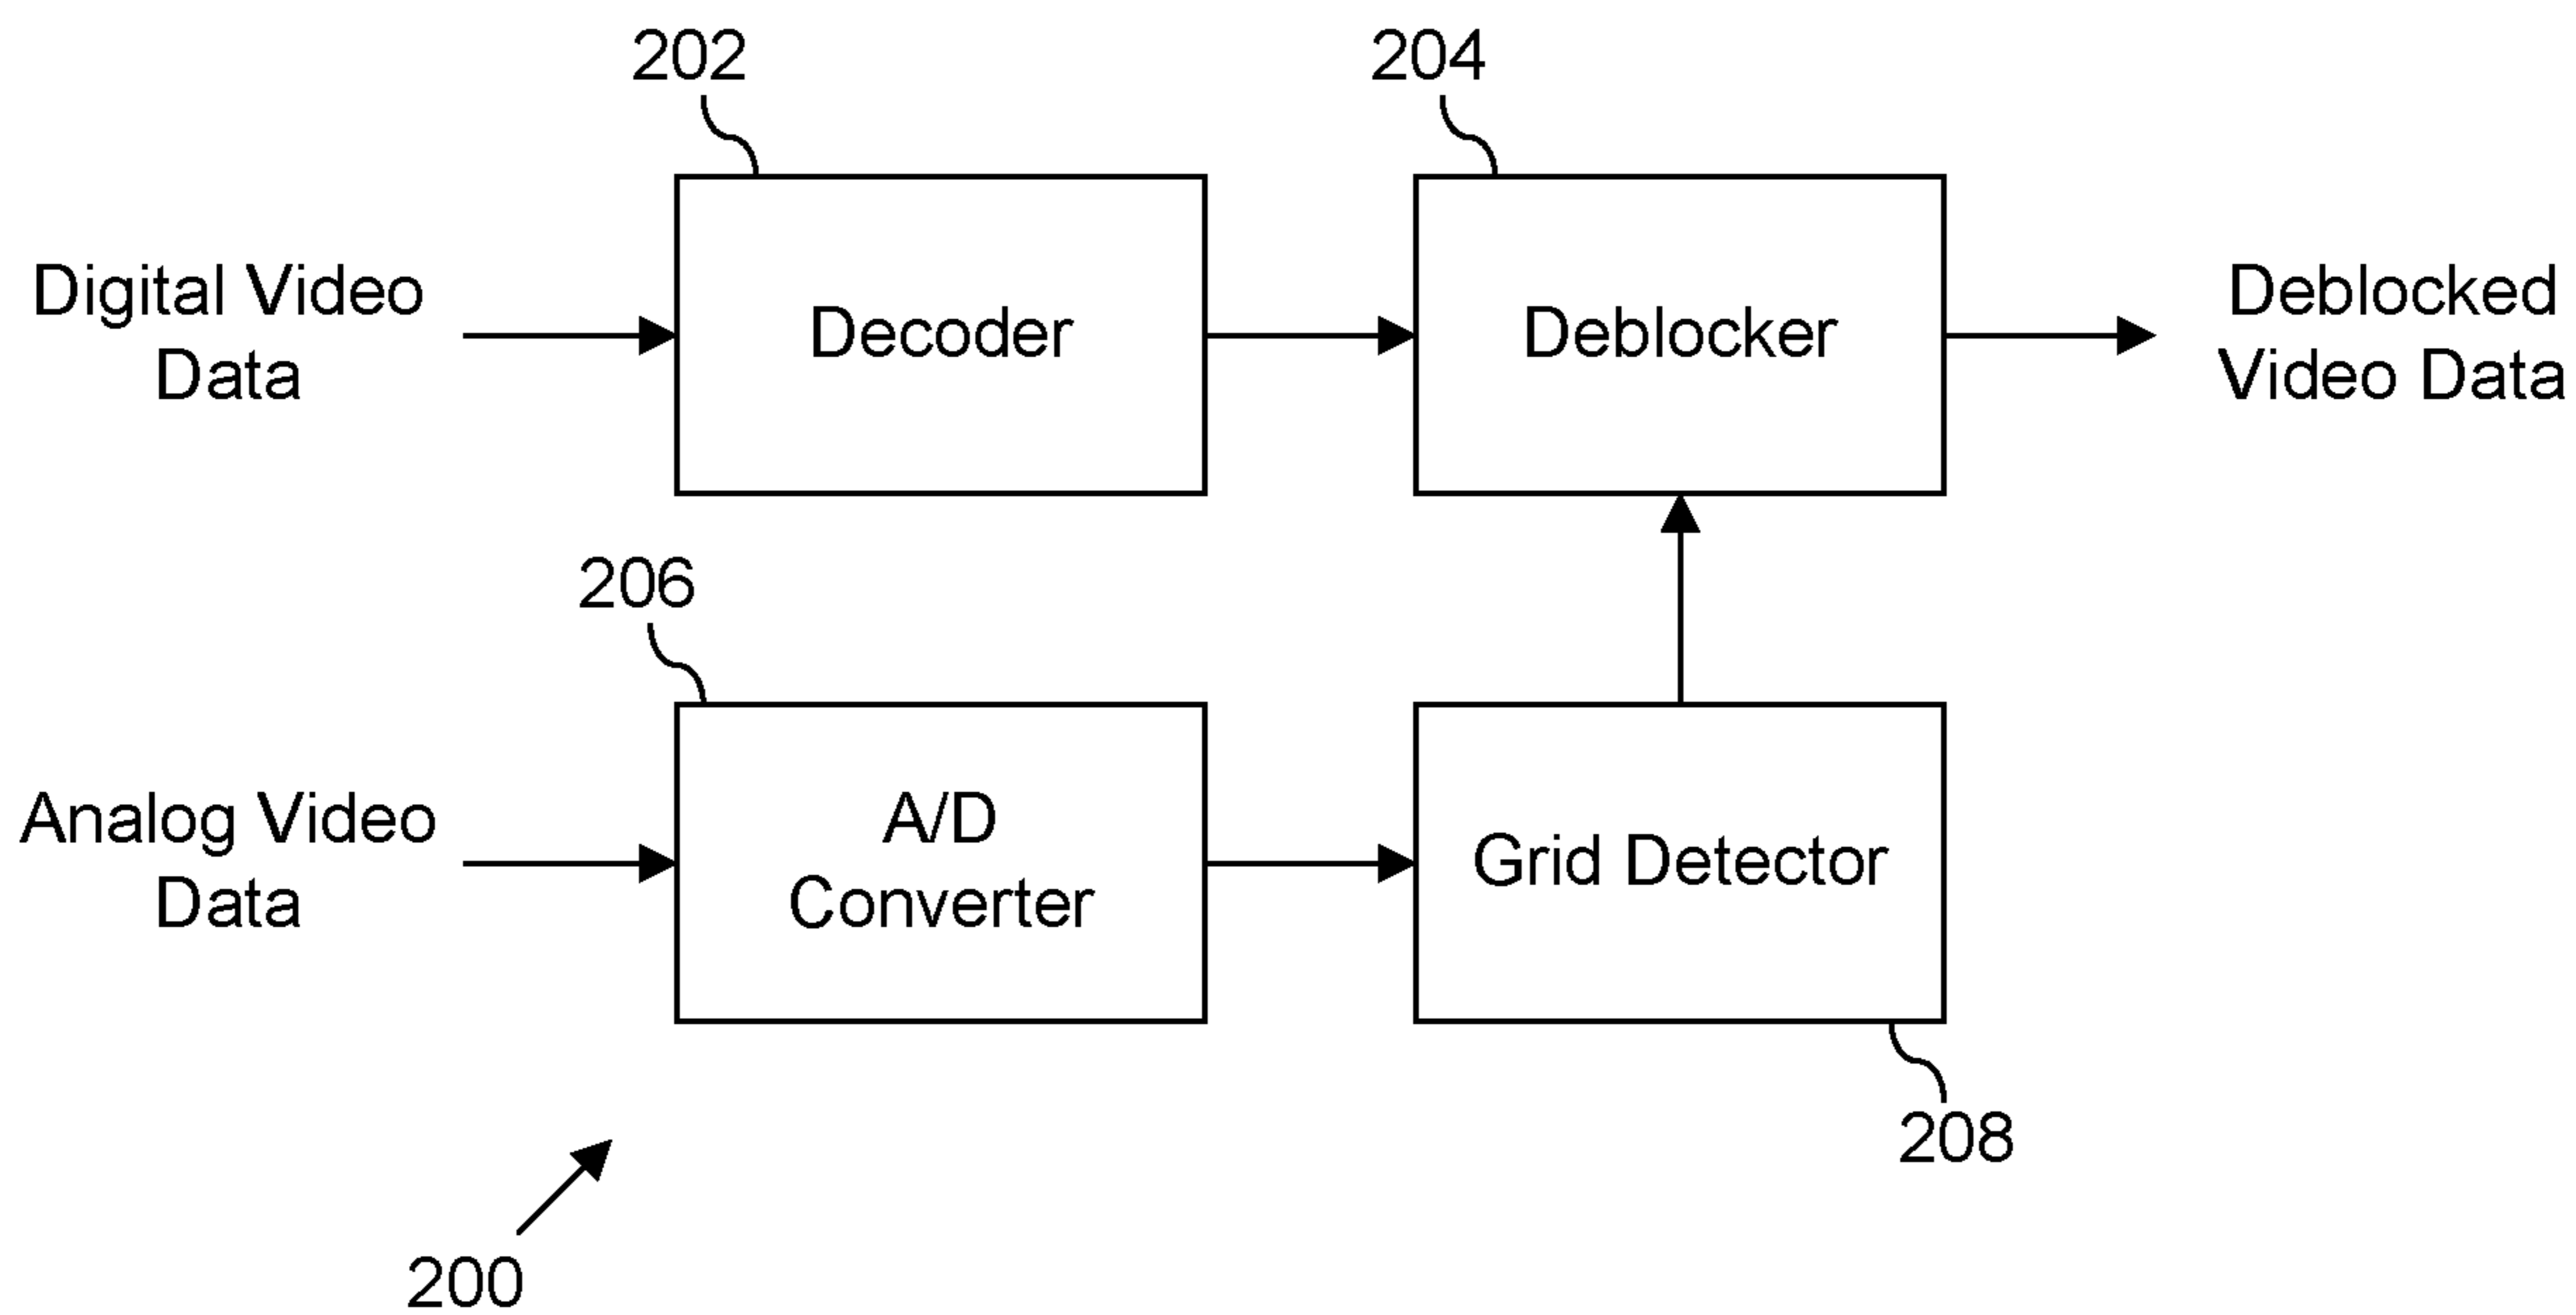 202
204
Digital Video
Data
Decoder
Deblocker
Deblocked
Video Data
206
Analog Video
Data
A/D
Converter
Grid Detector
208
200